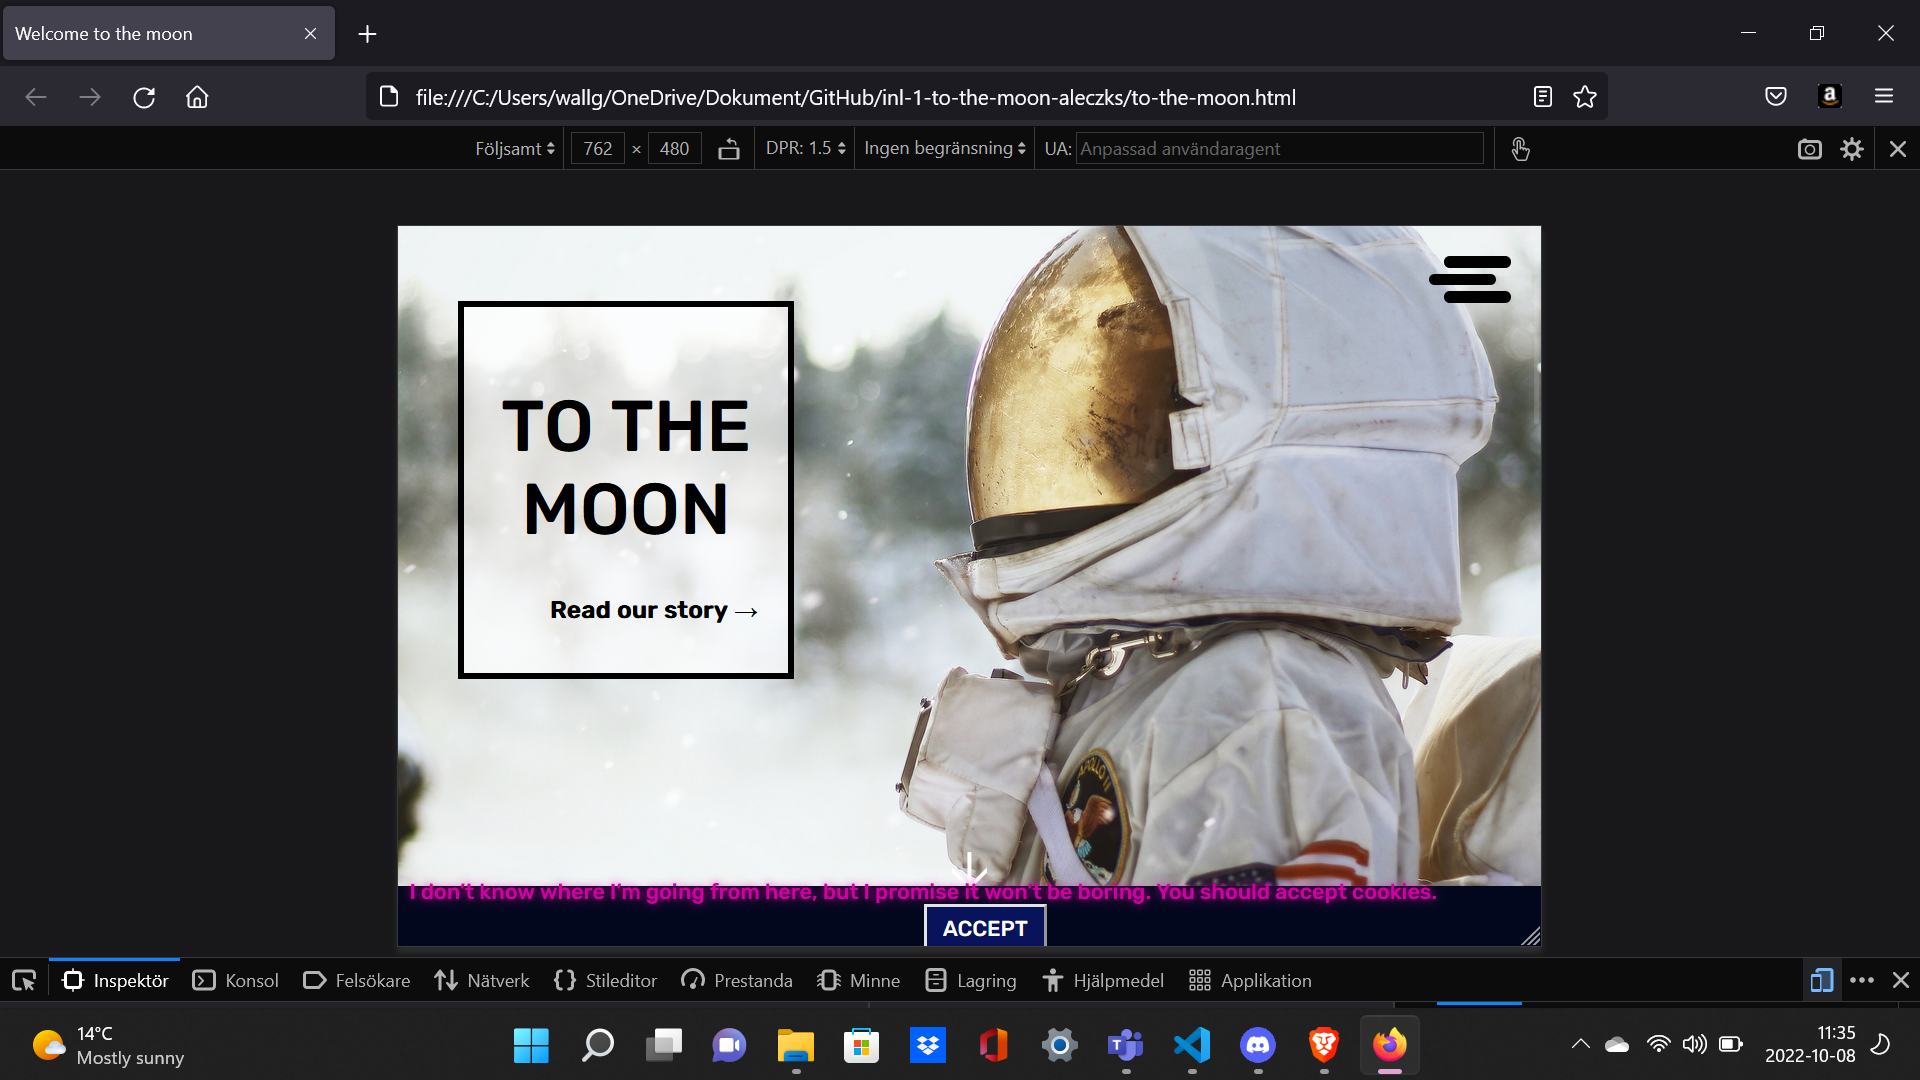 Welcome to the moon
file:///C:/Users/wallg/OneDrive/Dokument/GitHub/inl-1-to-the-moon-aleczks/to-the-moon.html
Följsamt 762 × 480 DPR: 1.5 Ingen begränsning UA: Anpassad användaragent
TO THE
MOON
Read our story →
APOLLO 11
I don't know where I'm going from here, but I promise it won't be boring. You should accept cookies.
ACCEPT
Inspektör Konsol Felsökare Nätverk Stileditor Prestanda Minne Lagring Hjälpmedel Applikation
14°C
Mostly sunny
11:35
2022-10-08